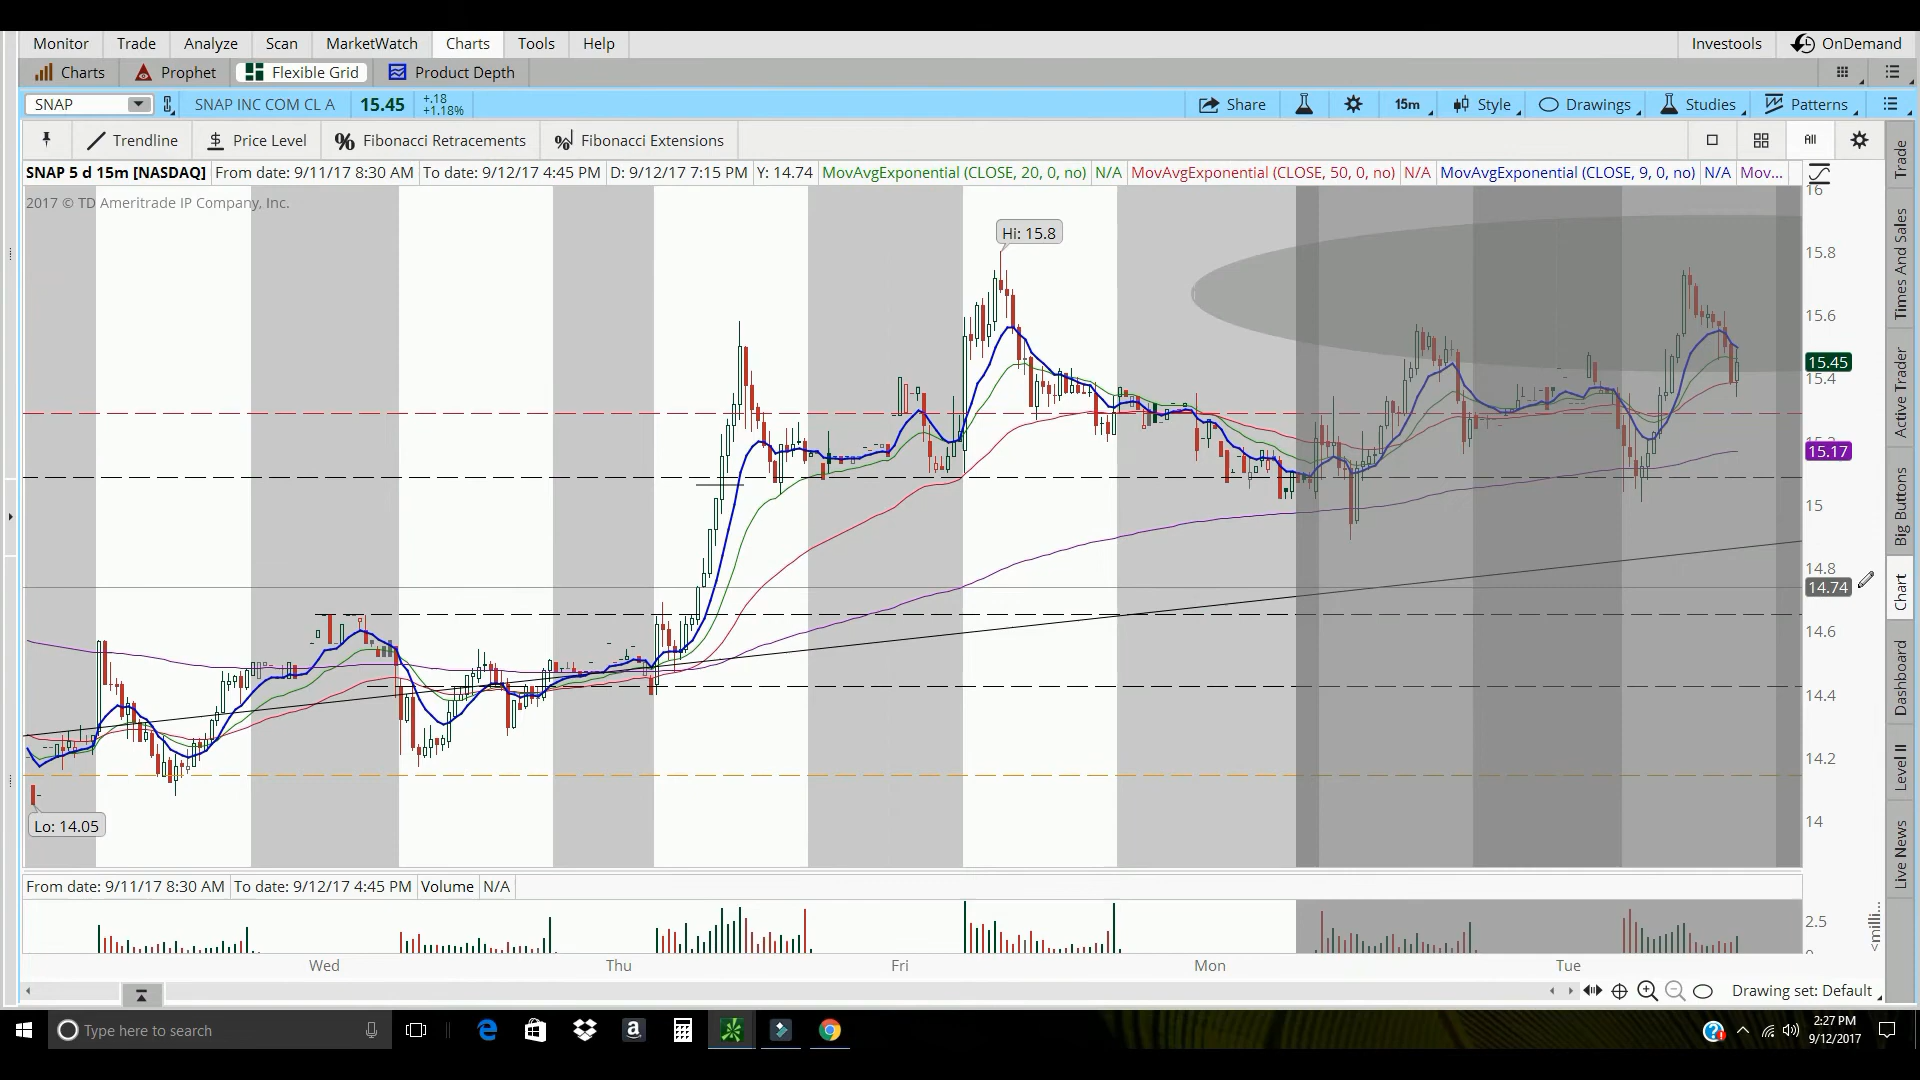 Monitor Trade Analyze Scan MarketWatch Charts Tools Help Investools OnDemand
Charts Prophet Flexible Grid Product Depth
SNAP SNAP INC COM CL A 15.45 +.18 +1.18% Share 15m Style Drawings Studies Patterns
Trendline $ Price Level % Fibonacci Retracements % Fibonacci Extensions All
SNAP 5 d 15m [NASDAQ] From date: 9/11/17 8:30 AM To date: 9/12/17 4:45 PM D: 9/12/17 7:15 PM Y: 14.74 MovAvgExponential (CLOSE, 20, 0, no) N/A MovAvgExponential (CLOSE, 50, 0, no) N/A MovAvgExponential (CLOSE, 9, 0, no) N/A Mov...
2017 © TD Ameritrade IP Company, Inc.
Hi: 15.8
Lo: 14.05
16
15.8
15.6
15.45
15.4
15.17
15
14.8
14.74
14.6
14.4
14.2
14
From date: 9/11/17 8:30 AM To date: 9/12/17 4:45 PM Volume N/A
2.5
<milli...
Wed Thu Fri Mon Tue
Drawing set: Default
Trade
Times And Sales
Active Trader
Big Buttons
Chart
Dashboard
Level II
Live News
Type here to search
2:27 PM
9/12/2017